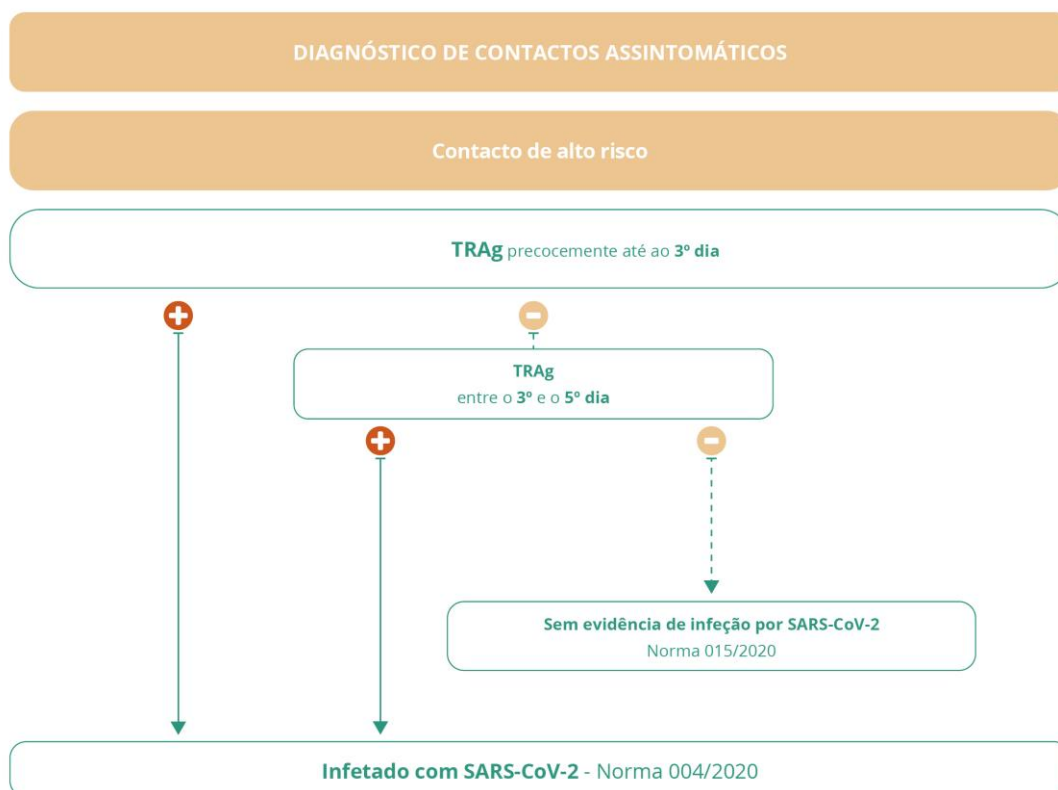 DIAGNÓSTICO DE CONTACTOS ASSINTOMÁTICOS
Contacto de alto risco
TRAg precocemente até ao 3º dia
TRAg
entre o 3º e o 5º dia
Sem evidência de infeção por SARS-CoV-2
Norma 015/2020
Infetado com SARS-CoV-2 - Norma 004/2020